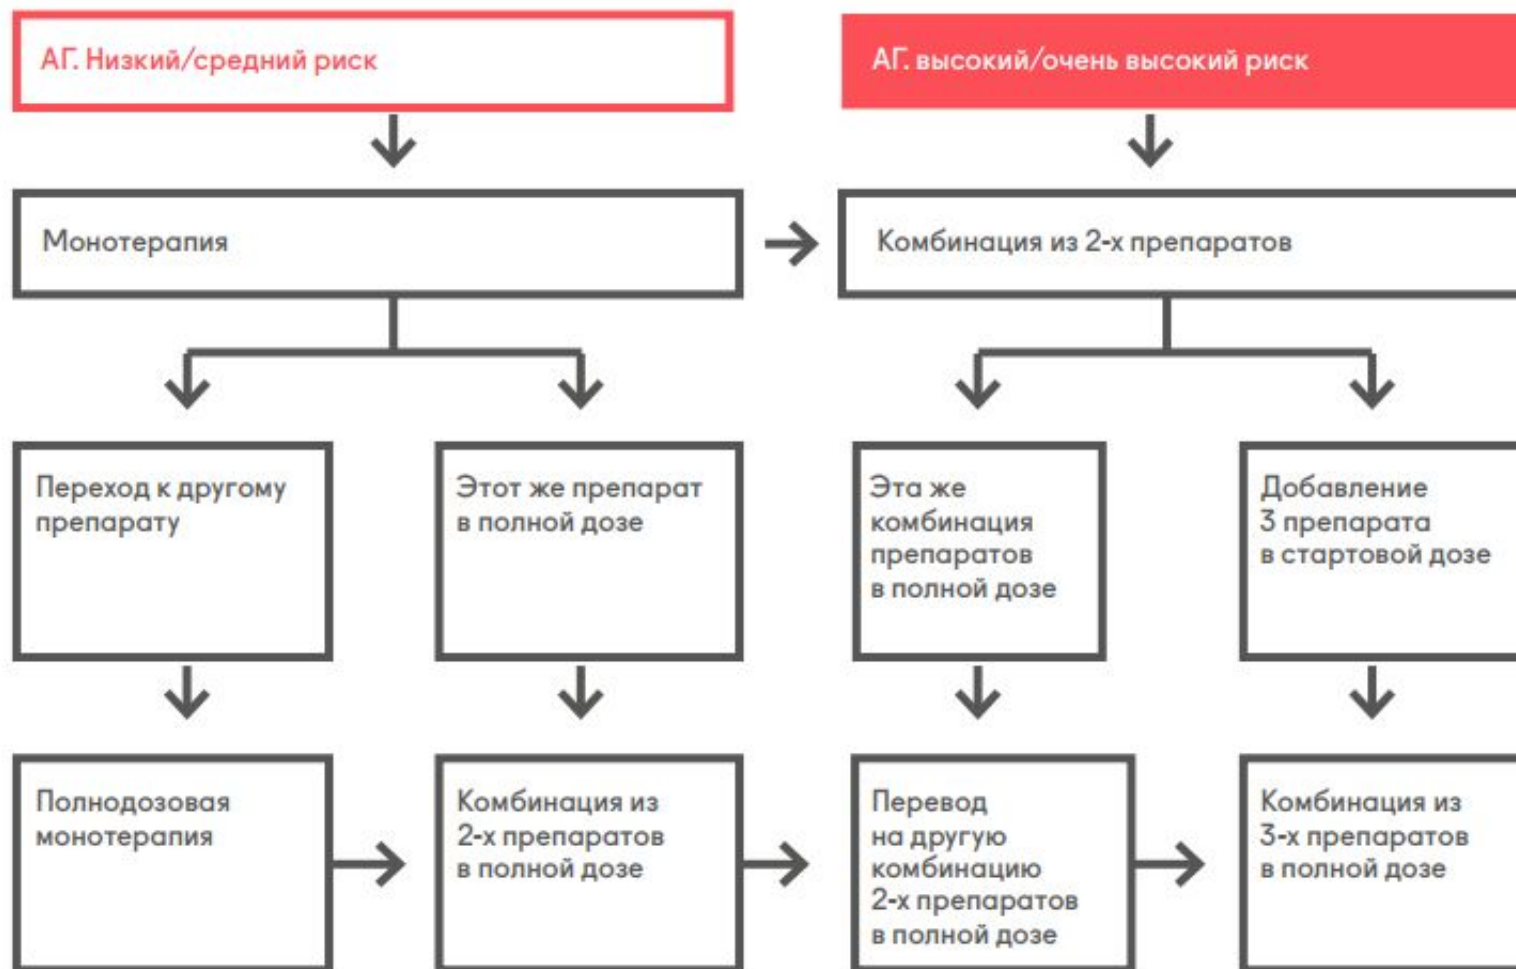 АГ. Низкий/средний риск
АГ. высокий/очень высокий риск
Монотерапия
Комбинация из 2-х препаратов
Переход к другому
препарату
Этот же препарат
в полной дозе
Эта же
комбинация
препаратов
в полной дозе
Добавление
3 препарата
в стартовой дозе
Полнодозовая
монотерапия
Комбинация из
2-х препаратов
в полной дозе
Перевод
на другую
комбинацию
2-х препаратов
в полной дозе
Комбинация из
3-х препаратов
в полной дозе